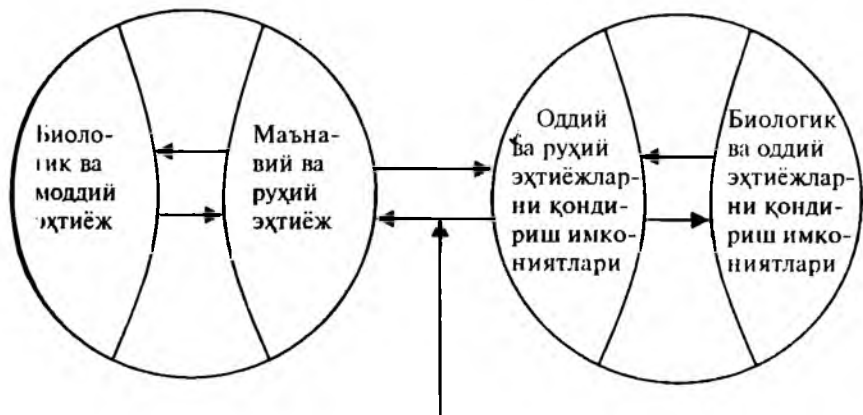 Биоло-
гик ва
моддий
эҳтиёж
Маъна-
вий ва
руҳий
эҳтиёж
Оддий
ва руҳий
эҳтиёжлар-
ни қонди-
риш имко-
ниятлари
Биологик
ва оддий
эҳтиёжлар-
ни қонди-
риш имко-
ниятлари